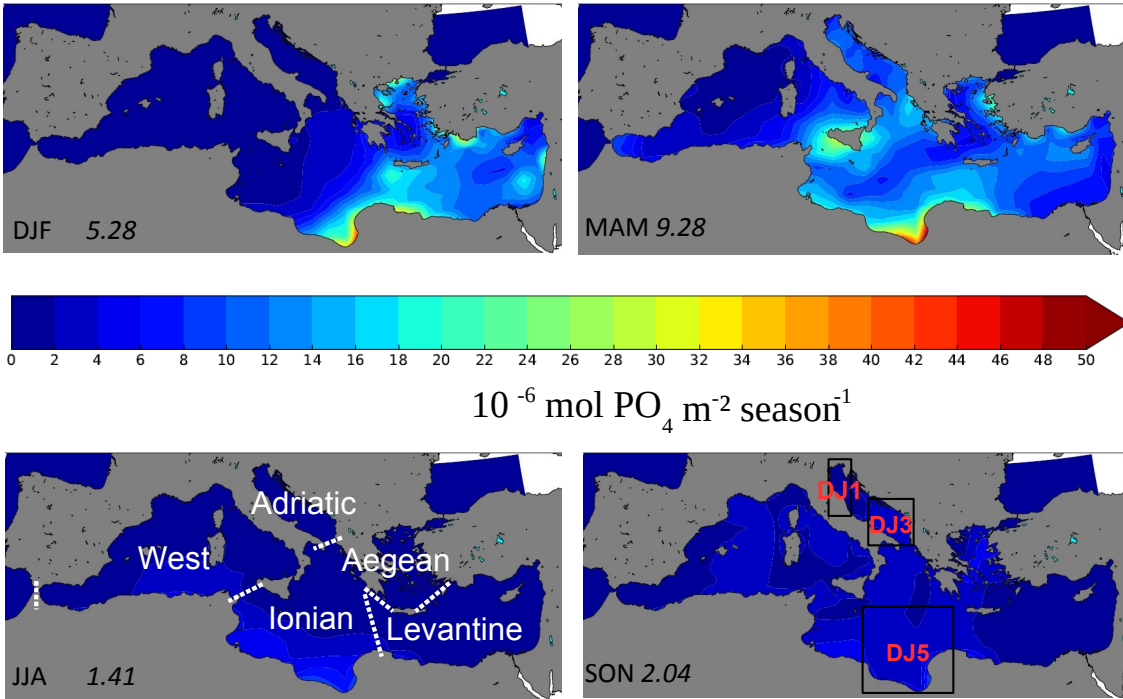 DJF 5.28
MAM 9.28
0 2 4 6 8 10 12 14 16 18 20 22 24 26 28 30 32 34 36 38 40 42 44 46 48 50
10⁻⁶ mol PO₄ m⁻² season⁻¹
Adriatic
West
Aegean
Ionian
Levantine
JJA 1.41
DJ1
DJ3
DJ5
SON 2.04